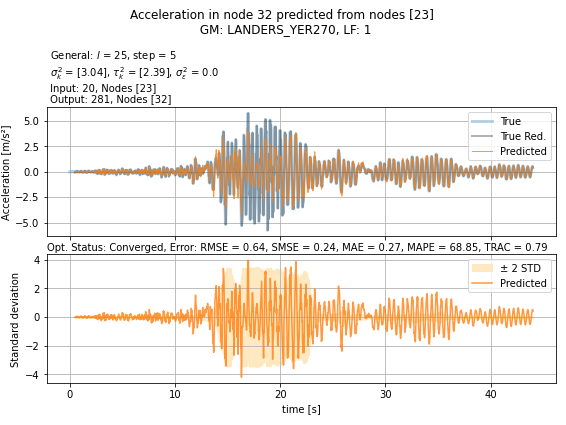 Acceleration in node 32 predicted from nodes [23]
GM: LANDERS_YER270, LF: 1
General: l = 25, step = 5
σ²ₖ = [3.04], τ²ₖ = [2.39], σ²ε = 0.0
Input: 20, Nodes [23]
Output: 281, Nodes [32]
Acceleration [m/s²]
5.0
2.5
0.0
−2.5
−5.0
True
True Red.
Predicted
Opt. Status: Converged, Error: RMSE = 0.64, SMSE = 0.24, MAE = 0.27, MAPE = 68.85, TRAC = 0.79
Standard deviation
4
2
0
−2
−4
± 2 STD
Predicted
0 10 20 30 40
time [s]